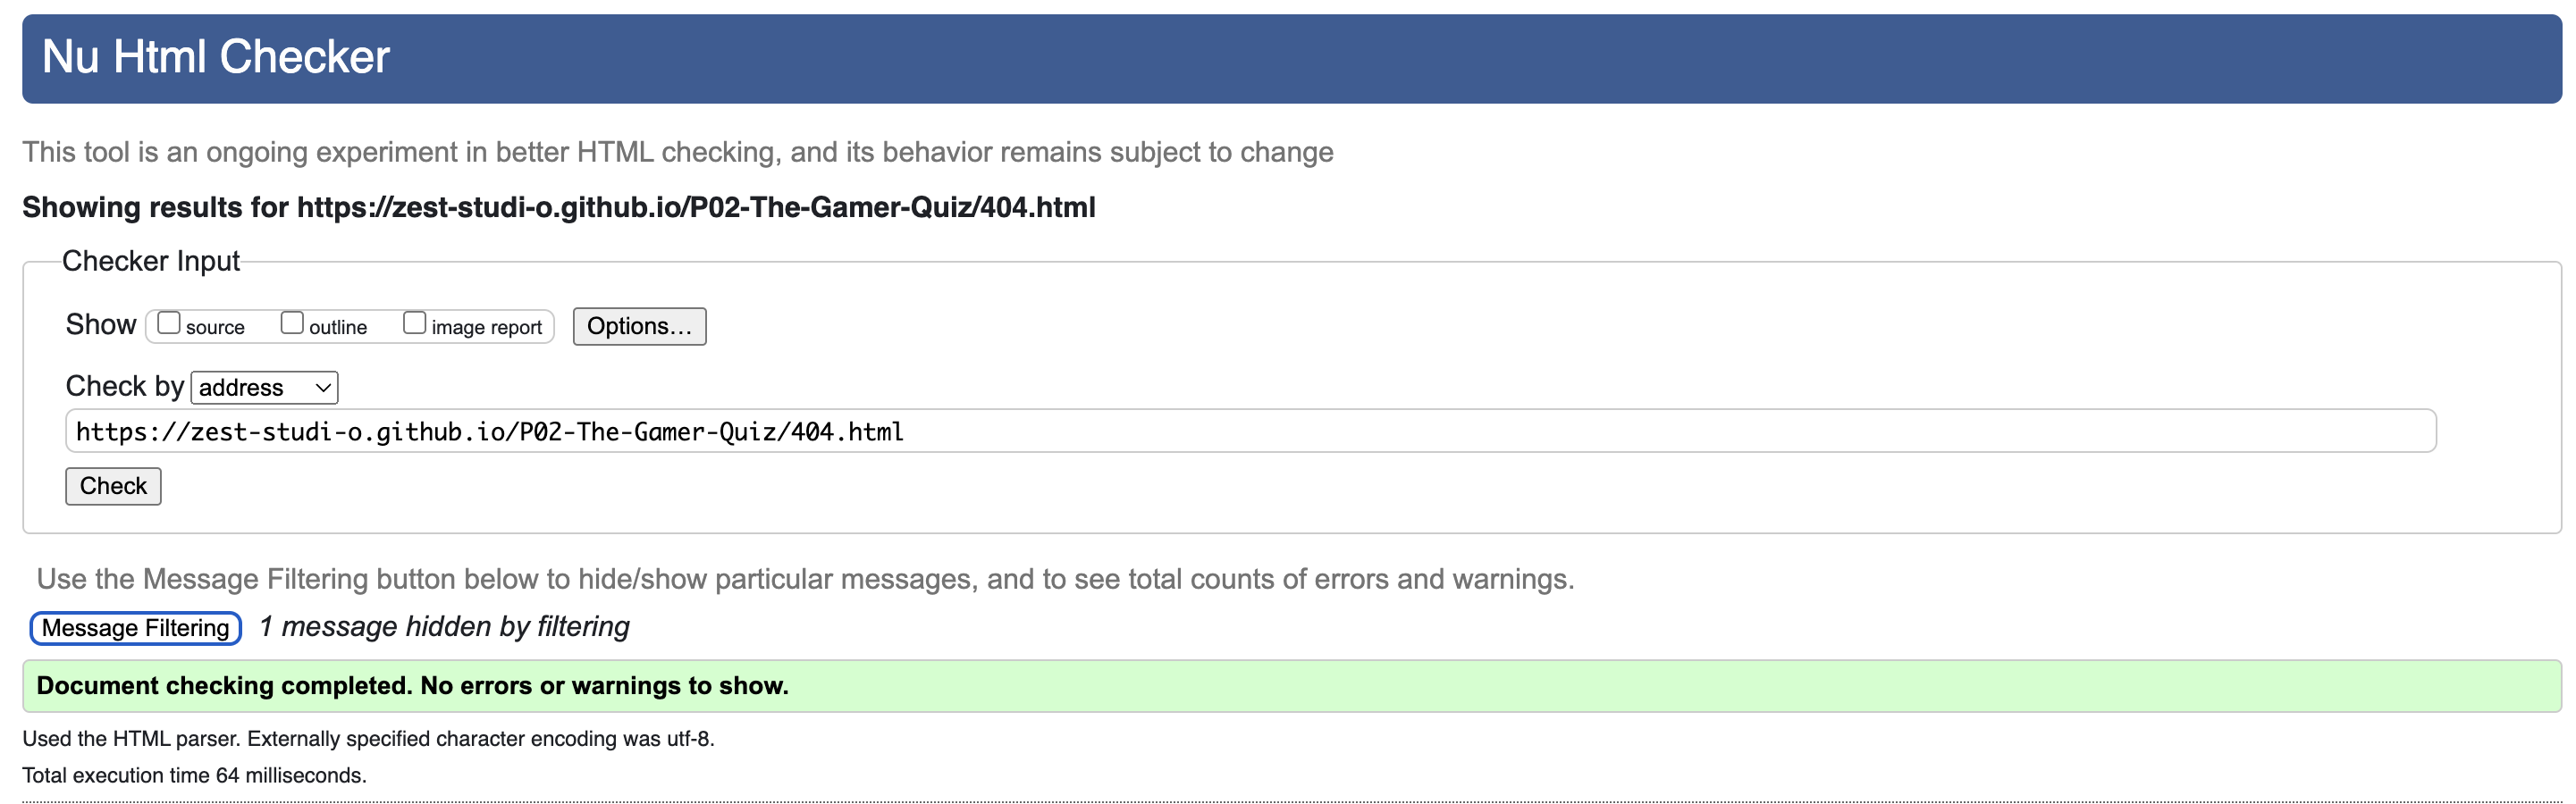 Nu Html Checker
This tool is an ongoing experiment in better HTML checking, and its behavior remains subject to change
Showing results for https://zest-studi-o.github.io/P02-The-Gamer-Quiz/404.html
Checker Input
Show source outline image report Options...
Check by address
https://zest-studi-o.github.io/P02-The-Gamer-Quiz/404.html
Check
Use the Message Filtering button below to hide/show particular messages, and to see total counts of errors and warnings.
Message Filtering 1 message hidden by filtering
Document checking completed. No errors or warnings to show.
Used the HTML parser. Externally specified character encoding was utf-8.
Total execution time 64 milliseconds.